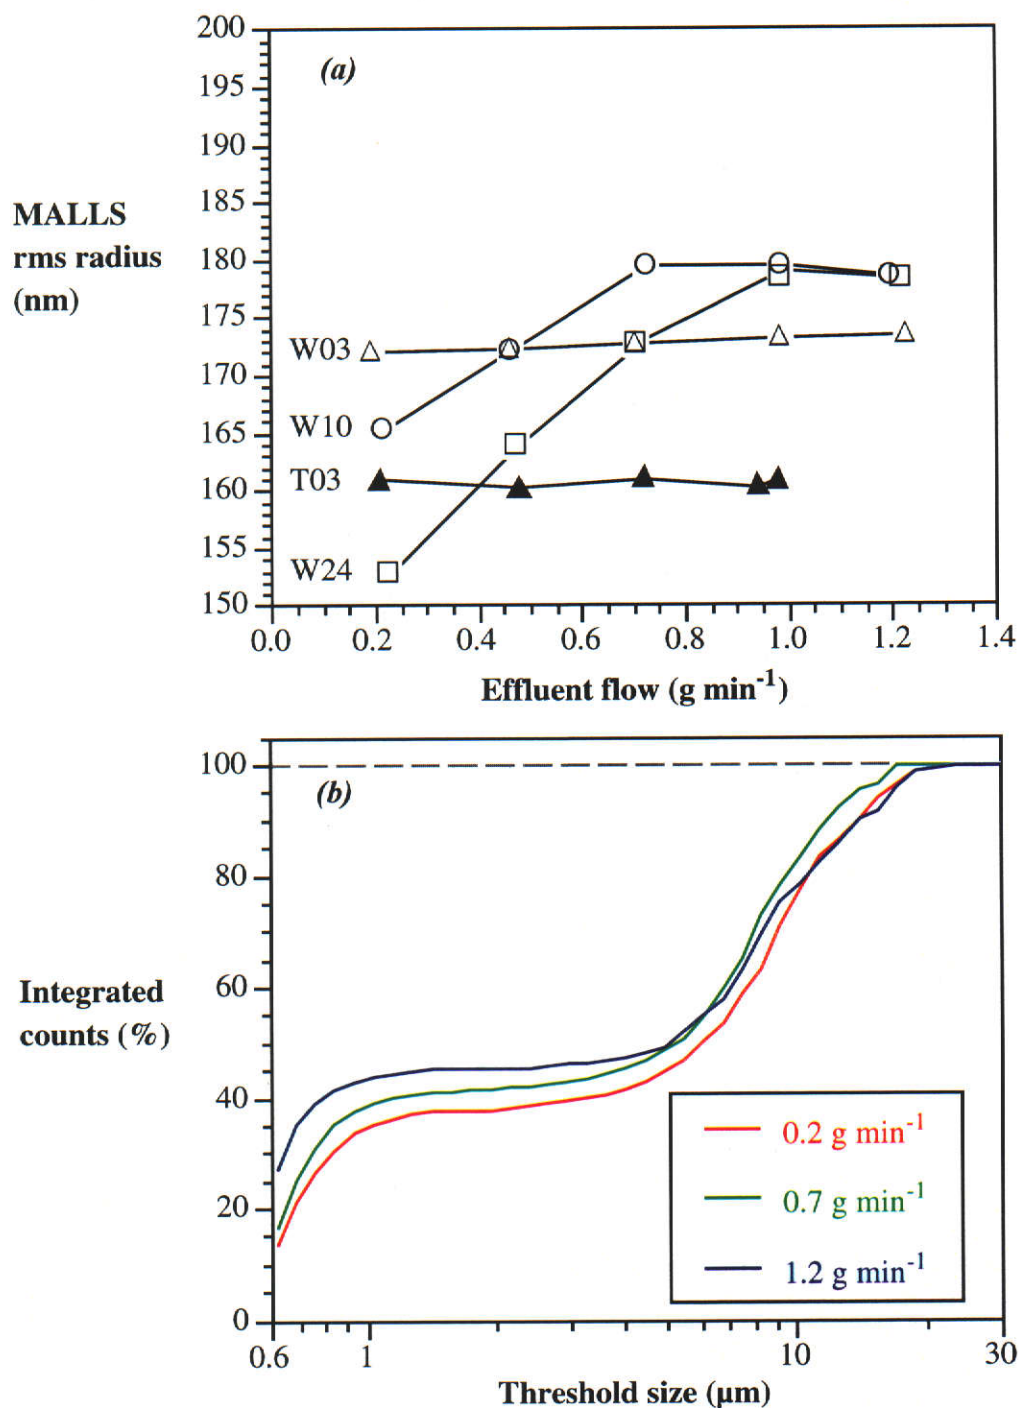 (a)
MALLS
rms radius
(nm)
200
195
190
185
180
175
170
165
160
155
150
W03
W10
T03
W24
0.0 0.2 0.4 0.6 0.8 1.0 1.2 1.4
Effluent flow (g min⁻¹)
(b)
Integrated
counts (%)
100
80
60
40
20
0
0.2 g min⁻¹
0.7 g min⁻¹
1.2 g min⁻¹
0.6 1 10 30
Threshold size (µm)